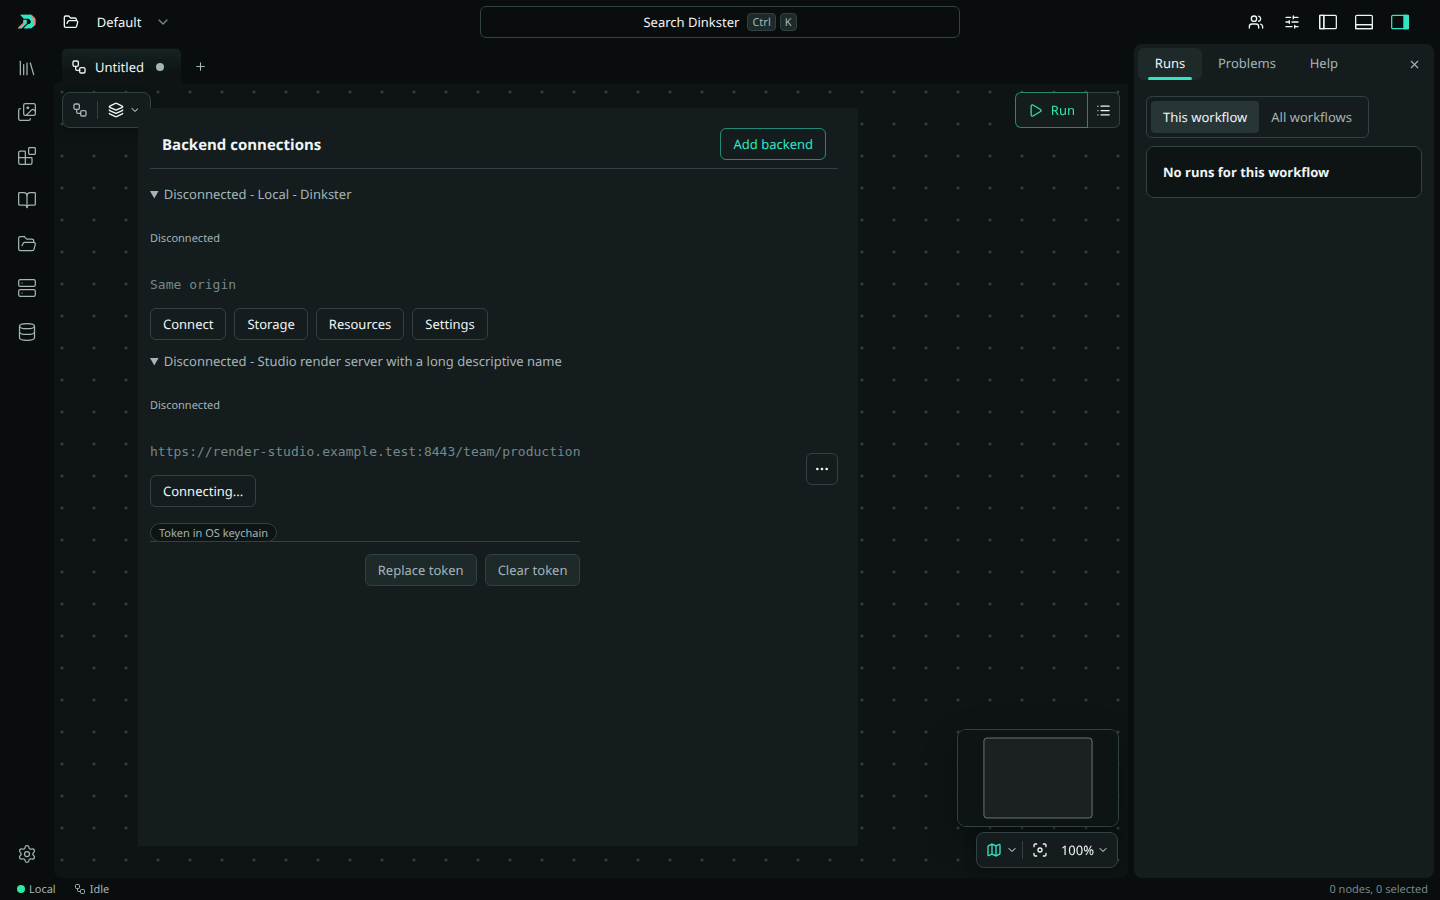 Default
Search Dinkster Ctrl K
Untitled
Run
Runs Problems Help
This workflow All workflows
No runs for this workflow
Backend connections
Add backend
Disconnected - Local - Dinkster
Disconnected
Same origin
Connect Storage Resources Settings
Disconnected - Studio render server with a long descriptive name
Disconnected
https://render-studio.example.test:8443/team/production
Connecting...
Token in OS keychain
Replace token Clear token
100%
Local Idle
0 nodes, 0 selected